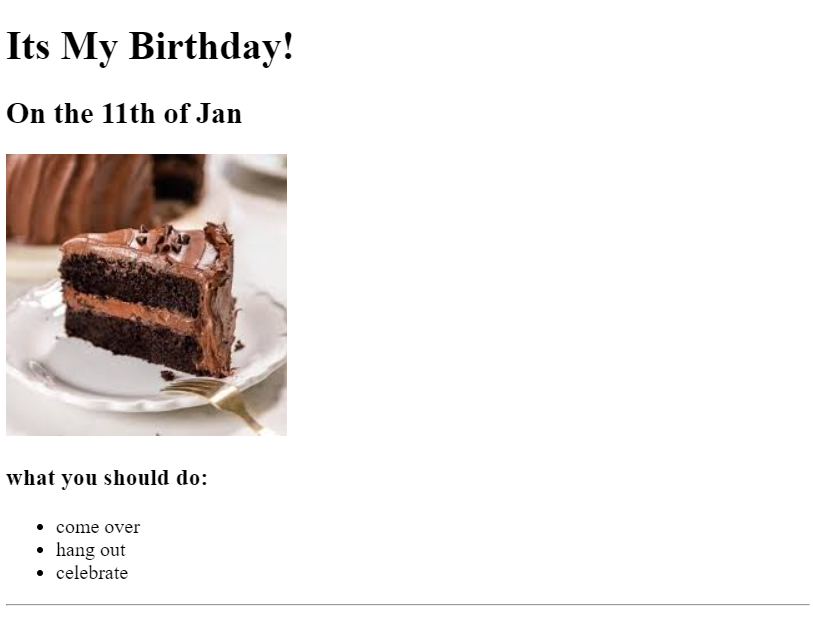 Its My Birthday!
On the 11th of Jan
what you should do:
come over
hang out
celebrate